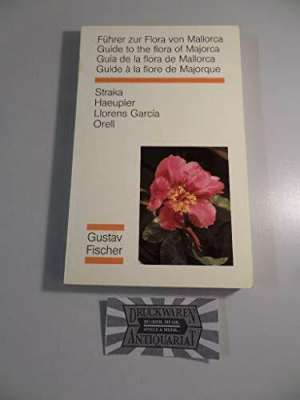 Führer zur Flora von Mallorca
Guide to the flora of Majorca
Guía de la flora de Mallorca
Guide à la flore de Majorque
Straka
Haeupler
Llorens García
Orell
Gustav
Fischer
DRUCKWAREN
ANTIQUARIAT